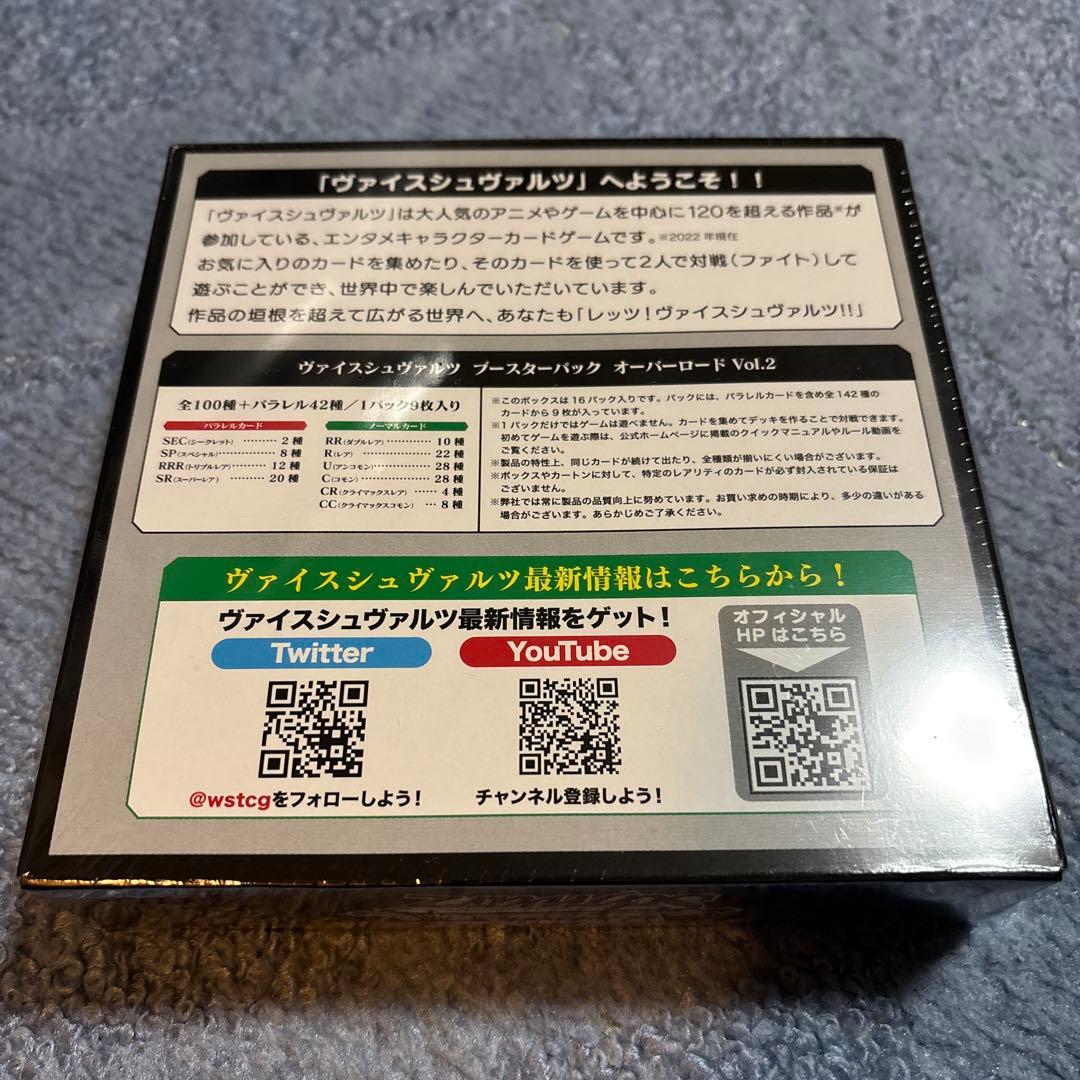 「ヴァイスシュヴァルツ」へようこそ！！
「ヴァイスシュヴァルツ」は大人気のアニメやゲームを中心に120を超える作品※が
参加している、エンタメキャラクターカードゲームです。※2022年現在
お気に入りのカードを集めたり、そのカードを使って2人で対戦（ファイト）して
遊ぶことができ、世界中で楽しんでいただいています。
作品の垣根を超えて広がる世界へ、あなたも「レッツ！ヴァイスシュヴァルツ!!」
ヴァイスシュヴァルツ ブースターパック オーバーロード Vol.2
全100種＋パラレル42種／1パック9枚入り
パラレルカード
SEC(シークレット) ……… 2種
SP(スペシャル) ……… 8種
RRR(トリプルレア) ……… 12種
SR(スーパーレア) ……… 20種
ノーマルカード
RR(ダブルレア) ……… 10種
R(レア) ……… 22種
U(アンコモン) ……… 28種
C(コモン) ……… 28種
CR(クライマックスレア) …… 4種
CC(クライマックスコモン) … 8種
※このボックスは16パック入りです。パックには、パラレルカードを含め全142種の
カードから9枚が入っています。
※1パックだけではゲームは遊べません。カードを集めてデッキを作ることで対戦できます。
初めてゲームを遊ぶ際は、公式ホームページに掲載のクイックマニュアルやルール動画を
ご覧ください。
※製品の特性上、同じカードが続けて出たり、全種類が揃いにくい場合がございます。
※ボックスやカートンに対して、特定のレアリティのカードが必ず封入されている保証は
ございません。
※弊社では常に製品の品質向上に努めています。お買い求めの時期により、多少の違いがある
場合がございます。あらかじめご了承ください。
ヴァイスシュヴァルツ最新情報はこちらから！
ヴァイスシュヴァルツ最新情報をゲット！
Twitter
@wstcgをフォローしよう！
YouTube
チャンネル登録しよう！
オフィシャル
HPはこちら